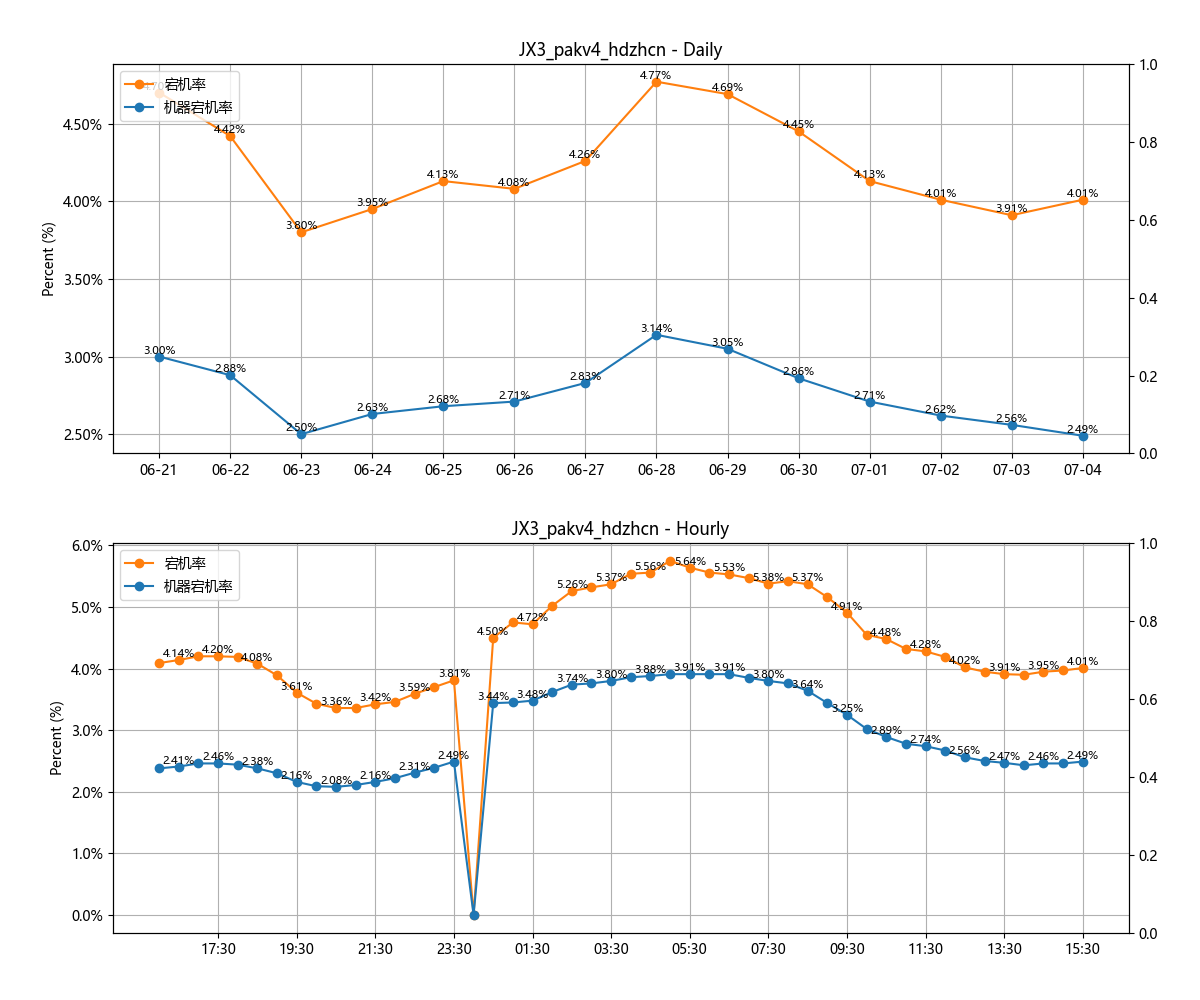 JX3_pakv4_hdzhcn - Daily
宕机率
机器宕机率
Percent (%)
4.50%
4.00%
3.50%
3.00%
2.50%
1.0
0.8
0.6
0.4
0.2
0.0
4.42% 3.80% 3.95% 4.13% 4.08% 4.26% 4.77% 4.69% 4.45% 4.13% 4.01% 3.91% 4.01%
3.00% 2.88% 2.50% 2.63% 2.68% 2.71% 2.83% 3.14% 3.05% 2.86% 2.71% 2.62% 2.56% 2.49%
06-21 06-22 06-23 06-24 06-25 06-26 06-27 06-28 06-29 06-30 07-01 07-02 07-03 07-04
JX3_pakv4_hdzhcn - Hourly
宕机率
机器宕机率
Percent (%)
6.0%
5.0%
4.0%
3.0%
2.0%
1.0%
0.0%
1.0
0.8
0.6
0.4
0.2
0.0
4.14% 4.20% 4.08% 3.61% 3.36% 3.42% 3.59% 3.81% 4.50% 4.72% 5.26% 5.37% 5.56% 5.64% 5.53% 5.38% 5.37% 4.91% 4.48% 4.28% 4.02% 3.91% 3.95% 4.01%
2.41% 2.46% 2.38% 2.16% 2.08% 2.16% 2.31% 2.49% 3.44% 3.48% 3.74% 3.80% 3.88% 3.91% 3.91% 3.80% 3.64% 3.25% 2.89% 2.74% 2.56% 2.47% 2.46% 2.49%
17:30 19:30 21:30 23:30 01:30 03:30 05:30 07:30 09:30 11:30 13:30 15:30